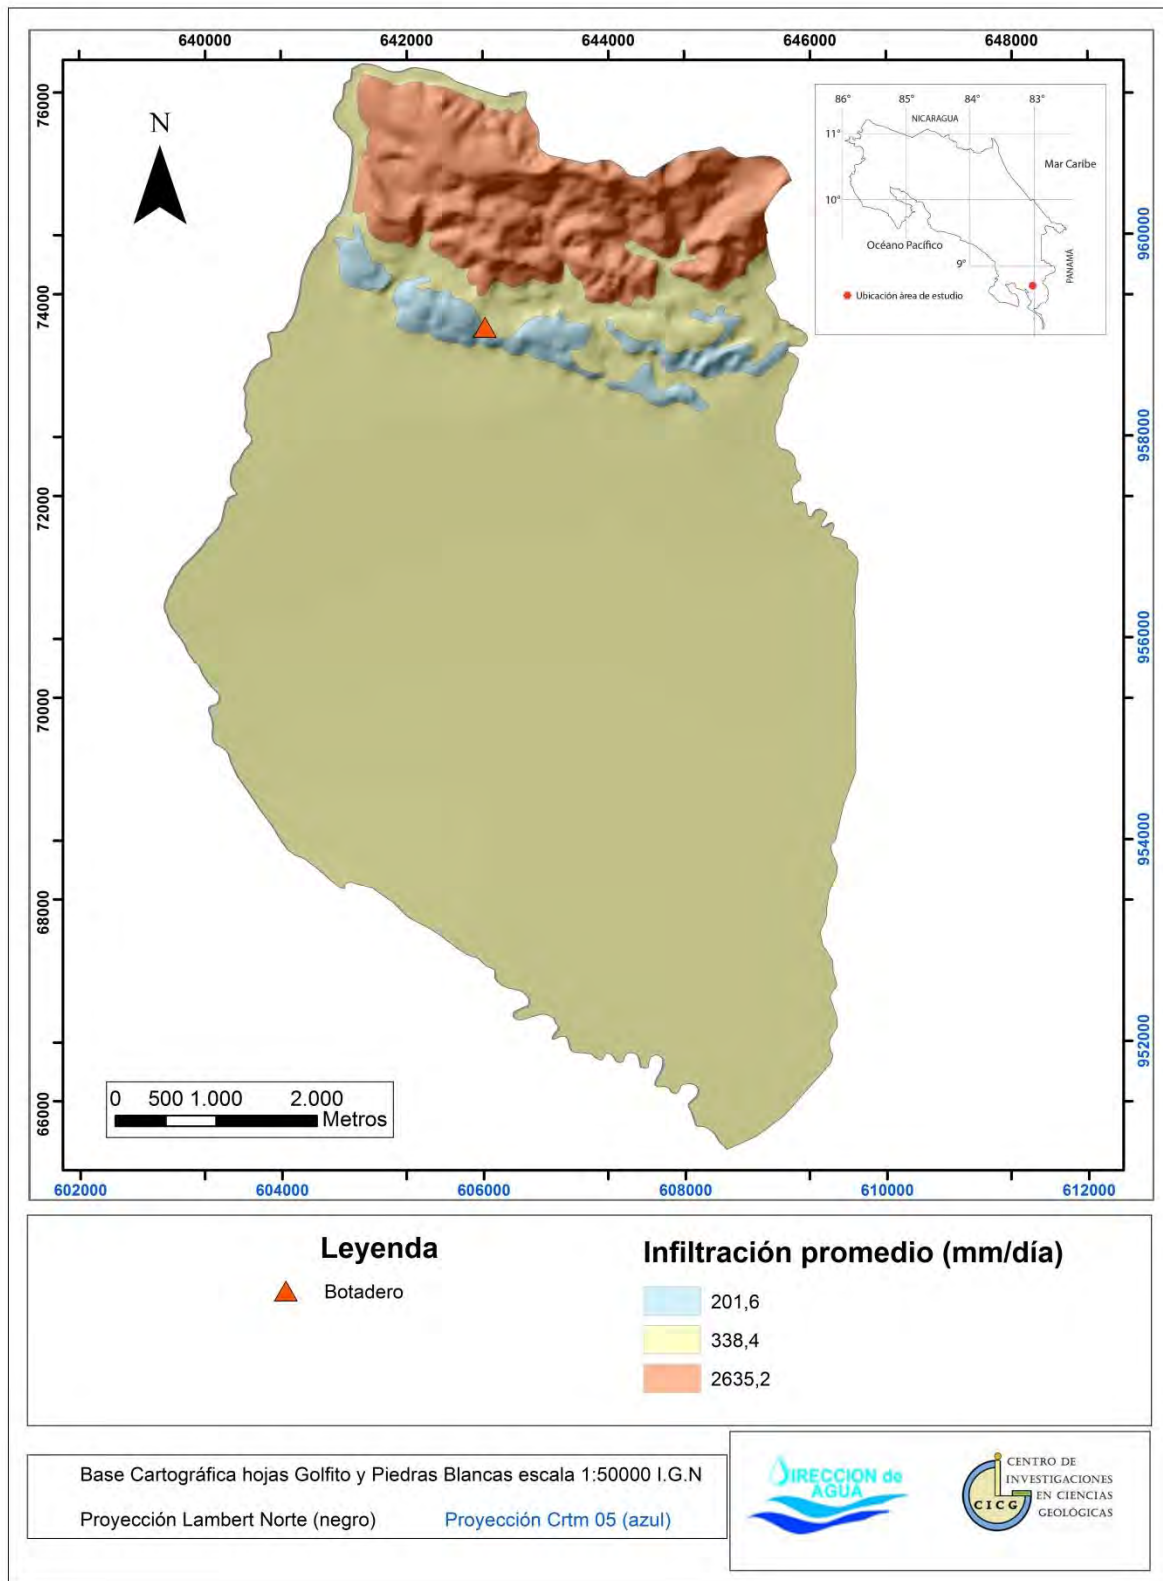 640000 642000 644000 646000 648000
76000
74000
72000
70000
68000
66000
960000
958000
956000
954000
952000
N
86° 85° 84° 83°
NICARAGUA
11°
Mar Caribe
10°
Océano Pacífico
9°
PANAMÁ
Ubicación área de estudio
0 500 1.000 2.000
Metros
602000 604000 606000 608000 610000 612000
Leyenda
Botadero
Infiltración promedio (mm/día)
201,6
338,4
2635,2
Base Cartográfica hojas Golfito y Piedras Blancas escala 1:50000 I.G.N
Proyección Lambert Norte (negro) Proyección Crtm 05 (azul)
DIRECCION de
AGUA
CICG
CENTRO DE
INVESTIGACIONES
EN CIENCIAS
GEOLÓGICAS